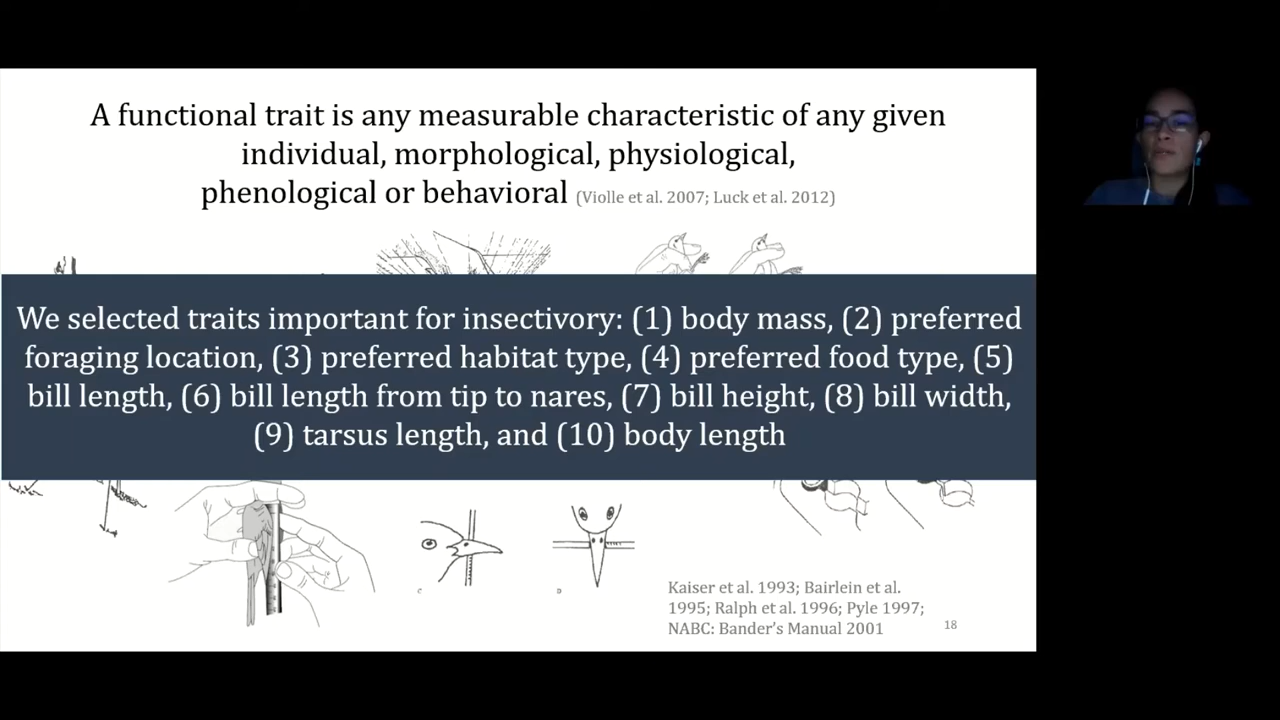 A functional trait is any measurable characteristic of any given
individual, morphological, physiological,
phenological or behavioral (Violle et al. 2007; Luck et al. 2012)
We selected traits important for insectivory: (1) body mass, (2) preferred
foraging location, (3) preferred habitat type, (4) preferred food type, (5)
bill length, (6) bill length from tip to nares, (7) bill height, (8) bill width,
(9) tarsus length, and (10) body length
Kaiser et al. 1993; Bairlein et al.
1995; Ralph et al. 1996; Pyle 1997;
NABC: Bander's Manual 2001
18